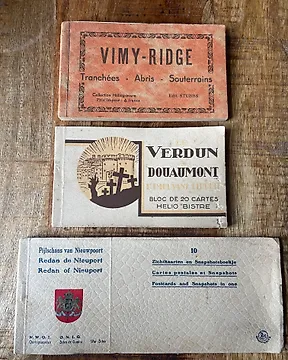 VIMY-RIDGE
Tranchées - Abris - Souterrains
VERDUN
DOUAUMONT
BLOC DE 20 CARTES
HELIO "BISTRE"
Pijlschans van Nieuwpoort
Redan de Nieuport
Redan of Nieuport
10
Zichtkaarten en Snapshotsboekje
Cartes postales et Snapshots
Postcards and Snapshots in one
N.W.O.I.
O.N.I.G.